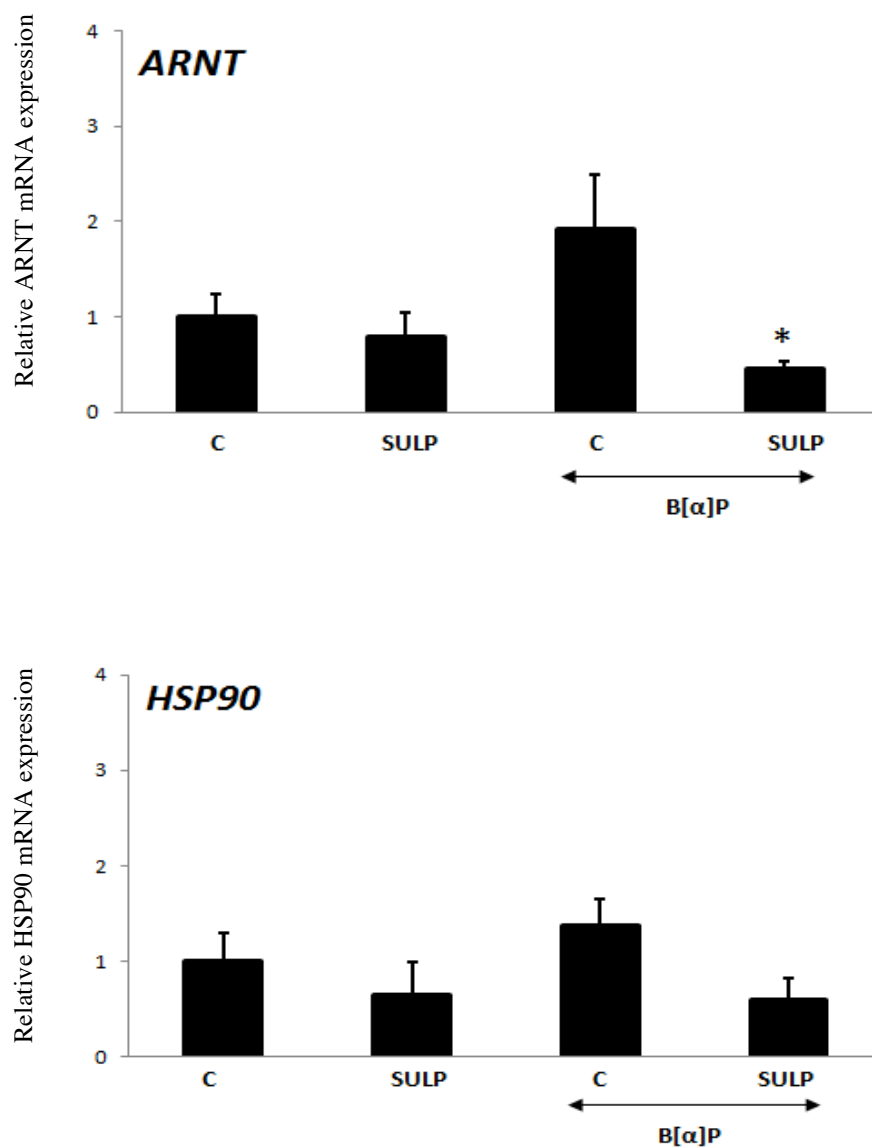 Relative ARNT mRNA expression
ARNT
4
3
2
1
0
*
C SULP C SULP
B[α]P
Relative HSP90 mRNA expression
HSP90
4
3
2
1
0
C SULP C SULP
B[α]P